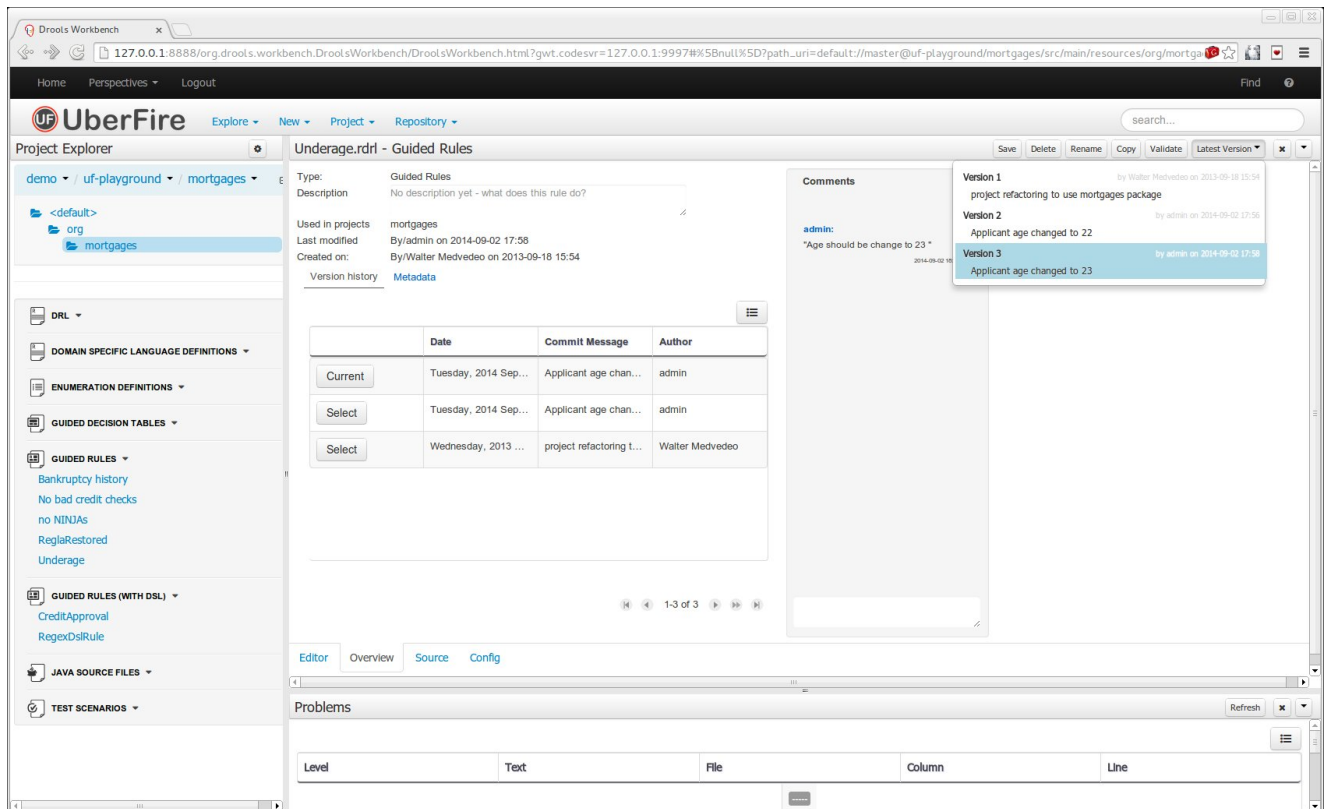 Drools Workbench
127.0.0.1:8888/org.drools.workbench.DroolsWorkbench/DroolsWorkbench.html?gwt.codesvr=127.0.0.1:9997#%5Bnull%5D?path_uri=default://master@uf-playground/mortgages/src/main/resources/org/mortga
Home Perspectives Logout Find
UF UberFire Explore New Project Repository search...
Project Explorer
demo / uf-playground / mortgages
<default>
org
mortgages
DRL
DOMAIN SPECIFIC LANGUAGE DEFINITIONS
ENUMERATION DEFINITIONS
GUIDED DECISION TABLES
GUIDED RULES
Bankruptcy history
No bad credit checks
no NINJAs
ReglaRestored
Underage
GUIDED RULES (WITH DSL)
CreditApproval
RegexDslRule
JAVA SOURCE FILES
TEST SCENARIOS
Underage.rdrl - Guided Rules Save Delete Rename Copy Validate Latest Version
Type: Guided Rules
Description No description yet - what does this rule do?
Used in projects mortgages
Last modified By/admin on 2014-09-02 17:58
Created on: By/Walter Medvedeo on 2013-09-18 15:54
Version history Metadata
Date Commit Message Author
Current Tuesday, 2014 Sep... Applicant age chan... admin
Select Tuesday, 2014 Sep... Applicant age chan... admin
Select Wednesday, 2013 ... project refactoring t... Walter Medvedeo
1-3 of 3
Comments
admin:
"Age should be change to 23 "
2014-09-02
Version 1 by Walter Medvedeo on 2013-09-18 15:54
project refactoring to use mortgages package
Version 2 by admin on 2014-09-02 17:56
Applicant age changed to 22
Version 3 by admin on 2014-09-02 17:58
Applicant age changed to 23
Editor Overview Source Config
Problems Refresh
Level Text File Column Line